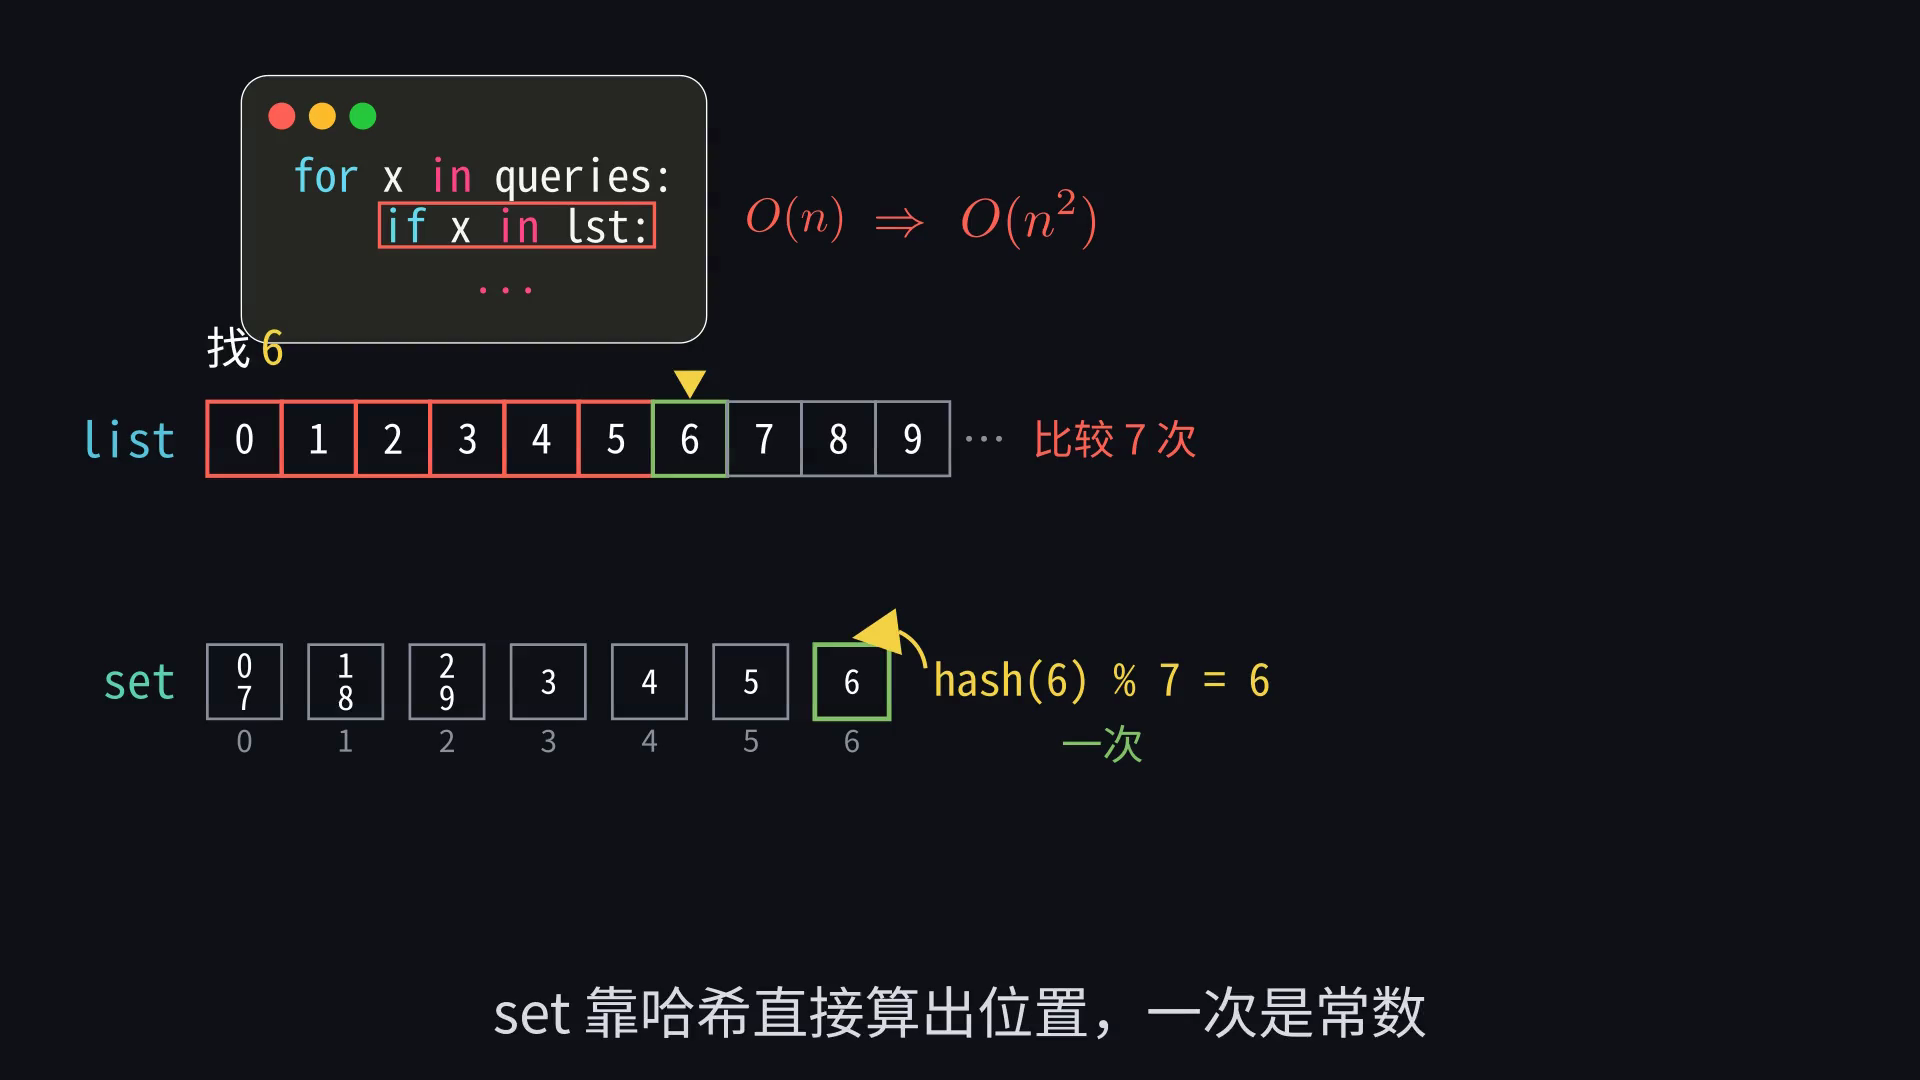 for x in queries:
if x in lst:
...
O(n) ⇒ O(n²)
找 6
list 0 1 2 3 4 5 6 7 8 9 ··· 比较 7 次
set 0 7 1 8 2 9 3 4 5 6 hash(6) % 7 = 6
0 1 2 3 4 5 6 一次
set 靠哈希直接算出位置，一次是常数